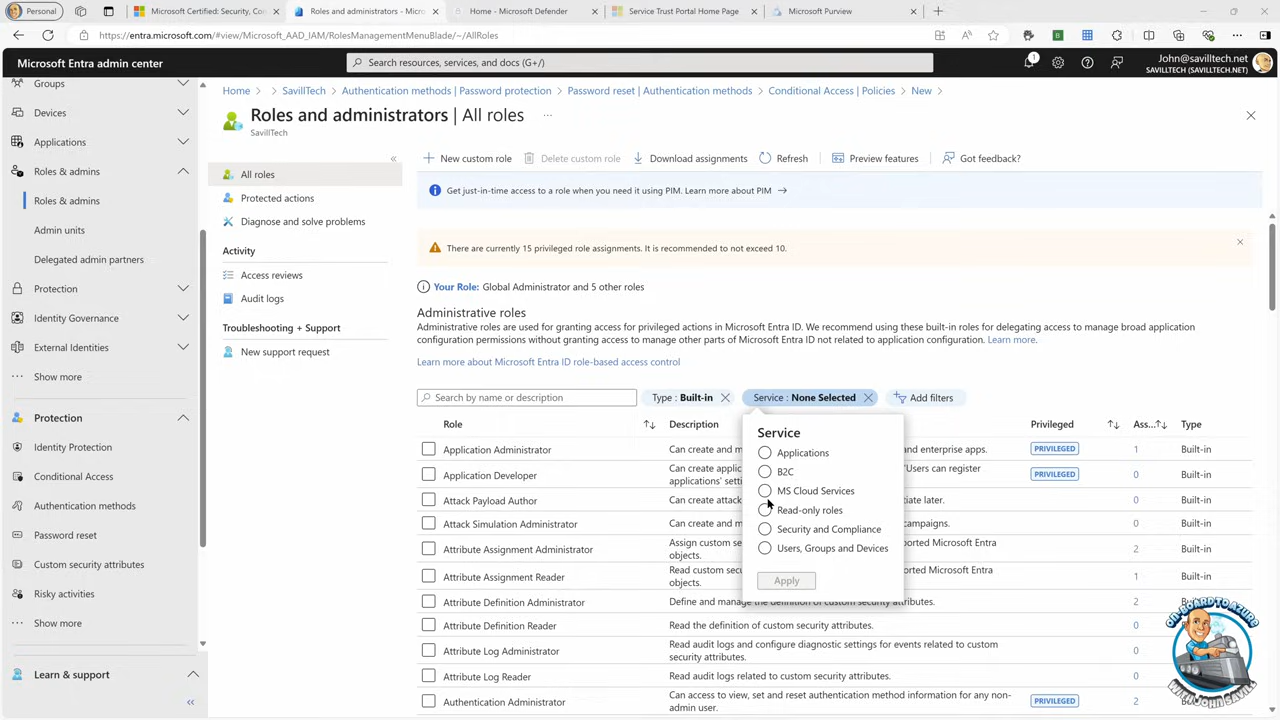 Personal
Microsoft Certified: Security, Co
Roles and administrators - Micro
Home - Microsoft Defender
Service Trust Portal Home Page
Microsoft Purview
https://entra.microsoft.com/#view/Microsoft_AAD_IAM/RolesManagementMenuBlade/~/AllRoles
Microsoft Entra admin center
Search resources, services, and docs (G+/)
1
John@savilltech.net
SAVILLTECH (SAVILLTECH.NET)
Groups
Devices
Applications
Roles & admins
Roles & admins
Admin units
Delegated admin partners
Protection
Identity Governance
External Identities
Show more
Protection
Identity Protection
Conditional Access
Authentication methods
Password reset
Custom security attributes
Risky activities
Show more
Learn & support
Home > SavillTech > Authentication methods | Password protection > Password reset | Authentication methods > Conditional Access | Policies > New >
Roles and administrators | All roles ...
SavillTech
All roles
Protected actions
Diagnose and solve problems
Activity
Access reviews
Audit logs
Troubleshooting + Support
New support request
New custom role Delete custom role Download assignments Refresh Preview features Got feedback?
Get just-in-time access to a role when you need it using PIM. Learn more about PIM →
There are currently 15 privileged role assignments. It is recommended to not exceed 10.
Your Role: Global Administrator and 5 other roles
Administrative roles
Administrative roles are used for granting access for privileged actions in Microsoft Entra ID. We recommend using these built-in roles for delegating access to manage broad application
configuration permissions without granting access to manage other parts of Microsoft Entra ID not related to application configuration. Learn more.
Learn more about Microsoft Entra ID role-based access control
Search by name or description
Type : Built-in
Service : None Selected
Add filters
Service
Applications
B2C
MS Cloud Services
Read-only roles
Security and Compliance
Users, Groups and Devices
Apply
Role Description Privileged Ass... Type
Application Administrator Can create and m ent enterprise apps. PRIVILEGED 1 Built-in
Application Developer Can create applic 'Users can register
applications' setti PRIVILEGED 0 Built-in
Attack Payload Author Can create attack tiate later. 0 Built-in
Attack Simulation Administrator Can create and m campaigns. 0 Built-in
Attribute Assignment Administrator Assign custom se orted Microsoft Entra
objects. 2 Built-in
Attribute Assignment Reader Read custom secu rted Microsoft Entra
objects. 1 Built-in
Attribute Definition Administrator Define and manage the definition of custom security attributes. 2 Built-in
Attribute Definition Reader Read the definition of custom security attributes. 0 Built-in
Attribute Log Administrator Read audit logs and configure diagnostic settings for events related to custom
security attributes. 0 Built-in
Attribute Log Reader Read audit logs related to custom security attributes. 0
Authentication Administrator Can access to view, set and reset authentication method information for any non-
admin user. PRIVILEGED 2 Built-in
ONBOARD TO AZURE
WITH JOHN SAVILL